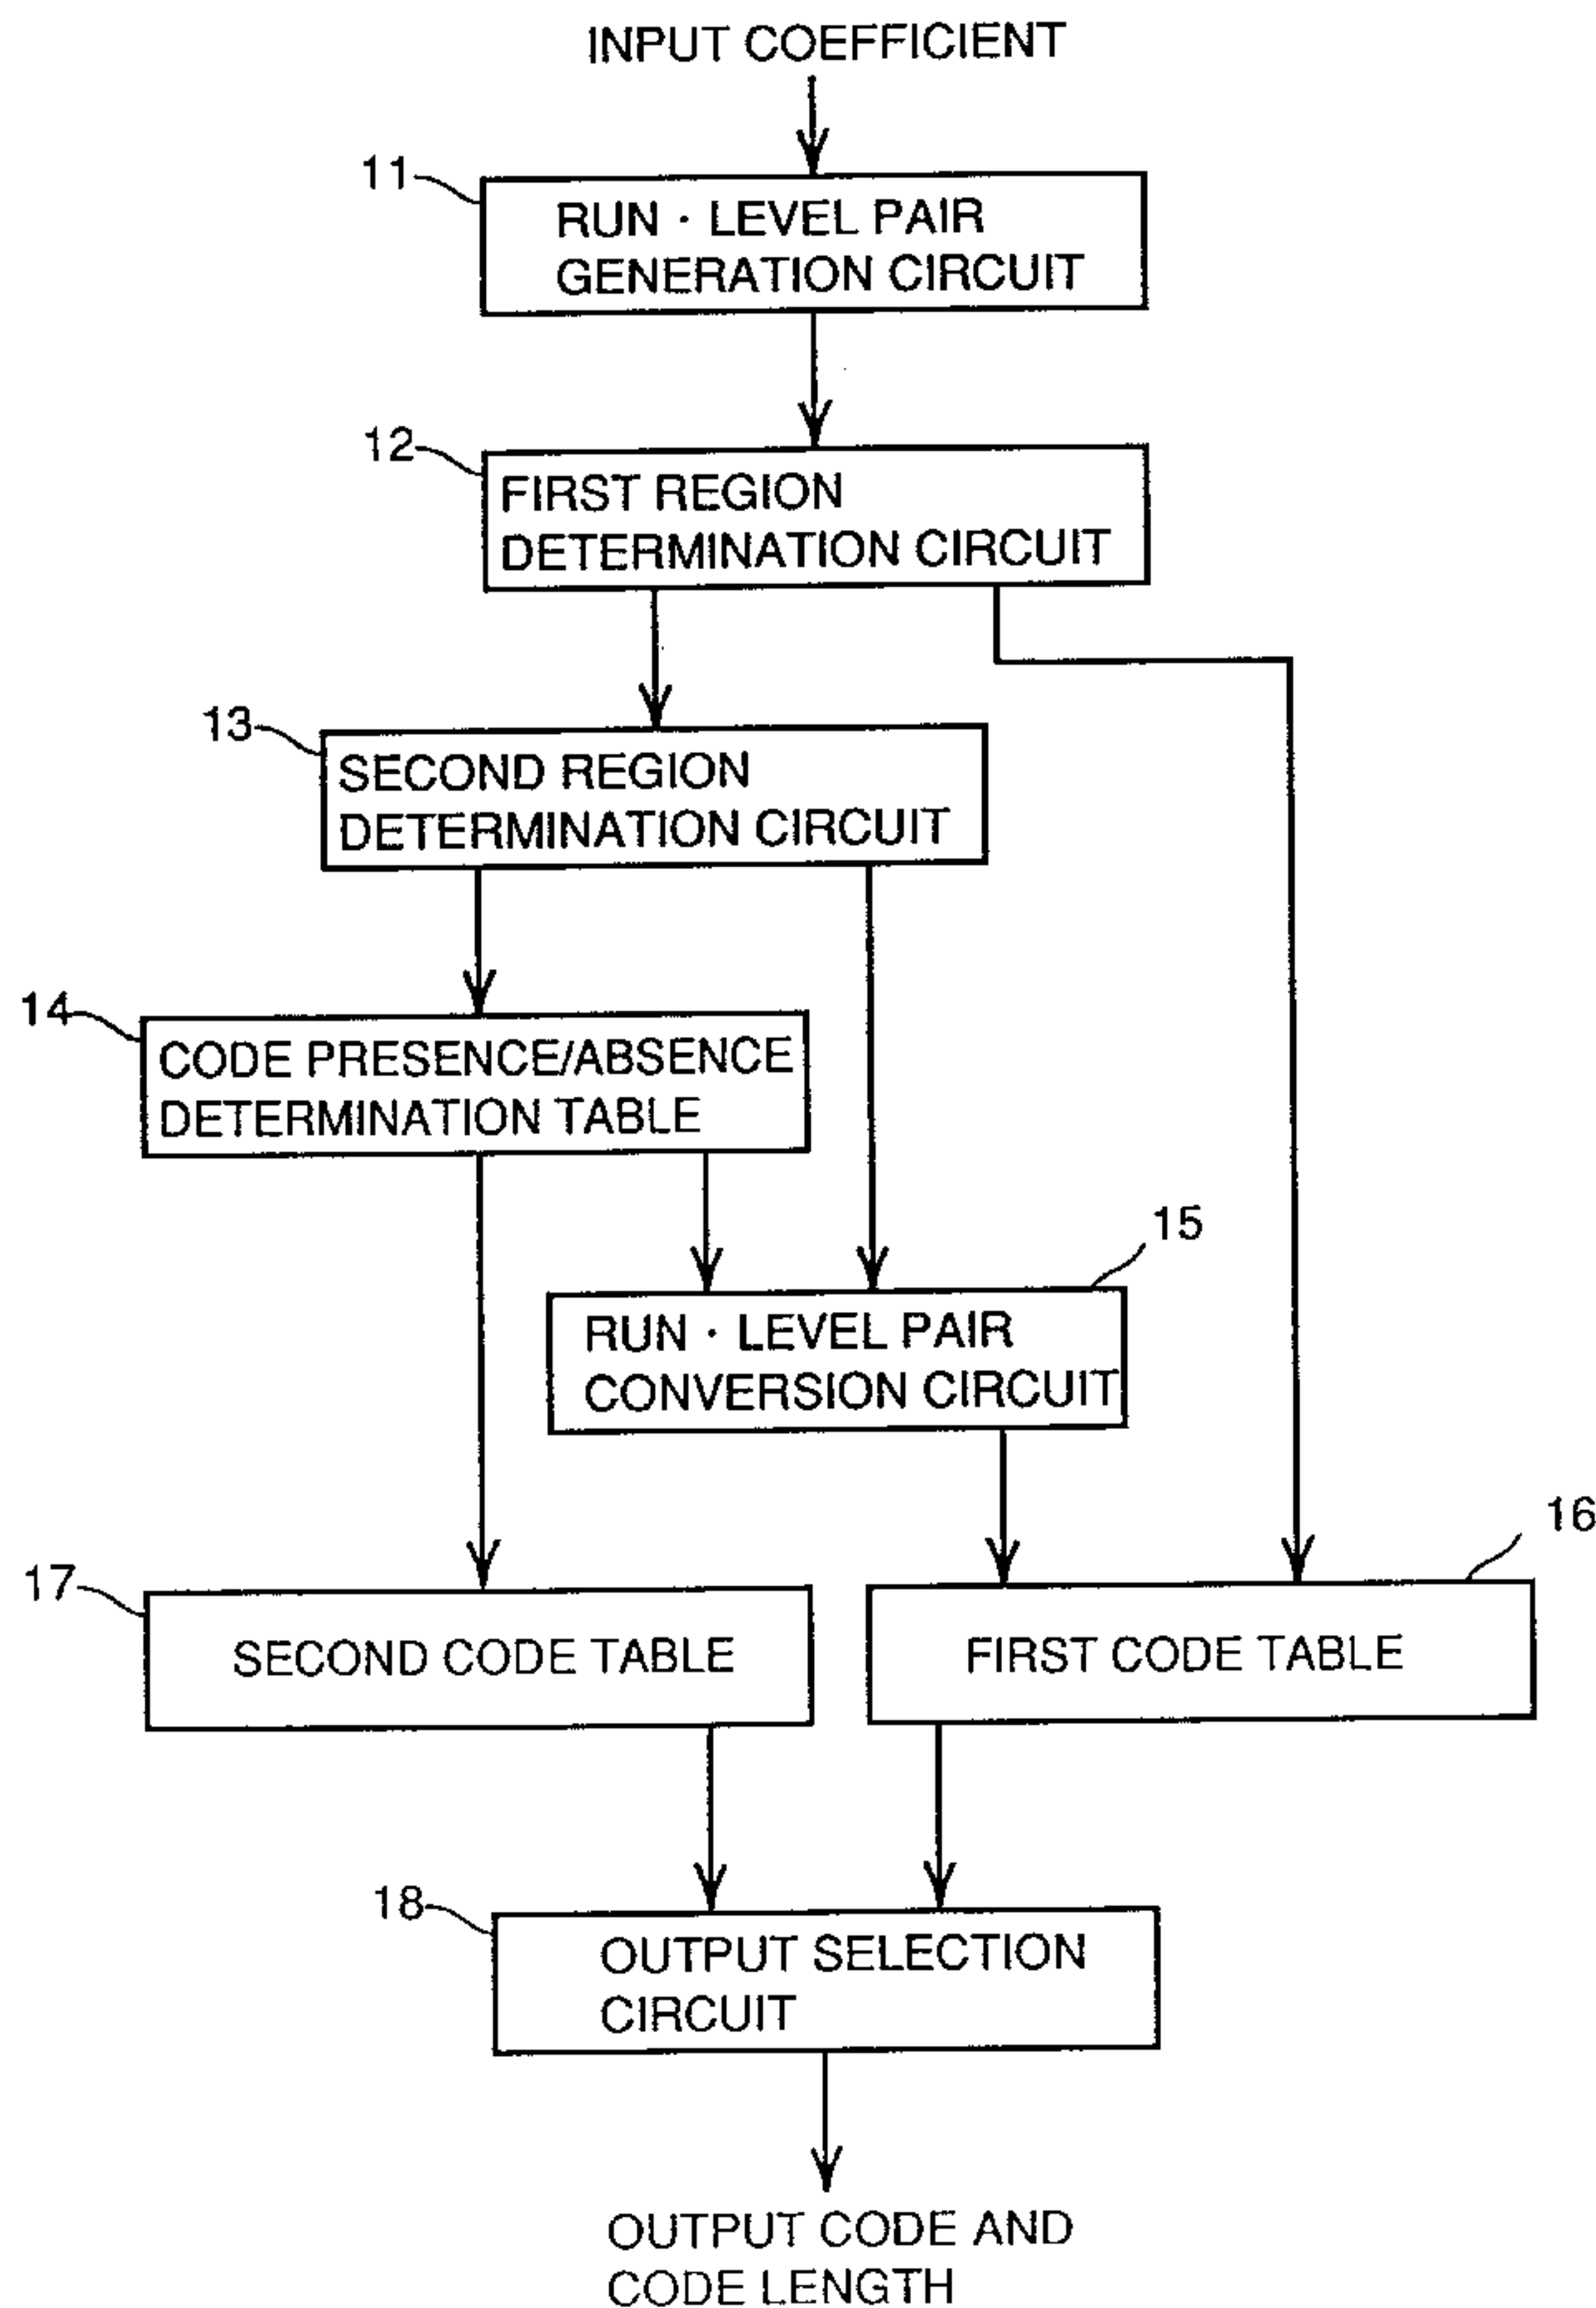 INPUT COEFFICIENT
11
RUN · LEVEL PAIR
GENERATION CIRCUIT
12
FIRST REGION
DETERMINATION CIRCUIT
13
SECOND REGION
DETERMINATION CIRCUIT
14
CODE PRESENCE/ABSENCE
DETERMINATION TABLE
15
RUN · LEVEL PAIR
CONVERSION CIRCUIT
16
17
SECOND CODE TABLE
FIRST CODE TABLE
18
OUTPUT SELECTION
CIRCUIT
OUTPUT CODE AND
CODE LENGTH